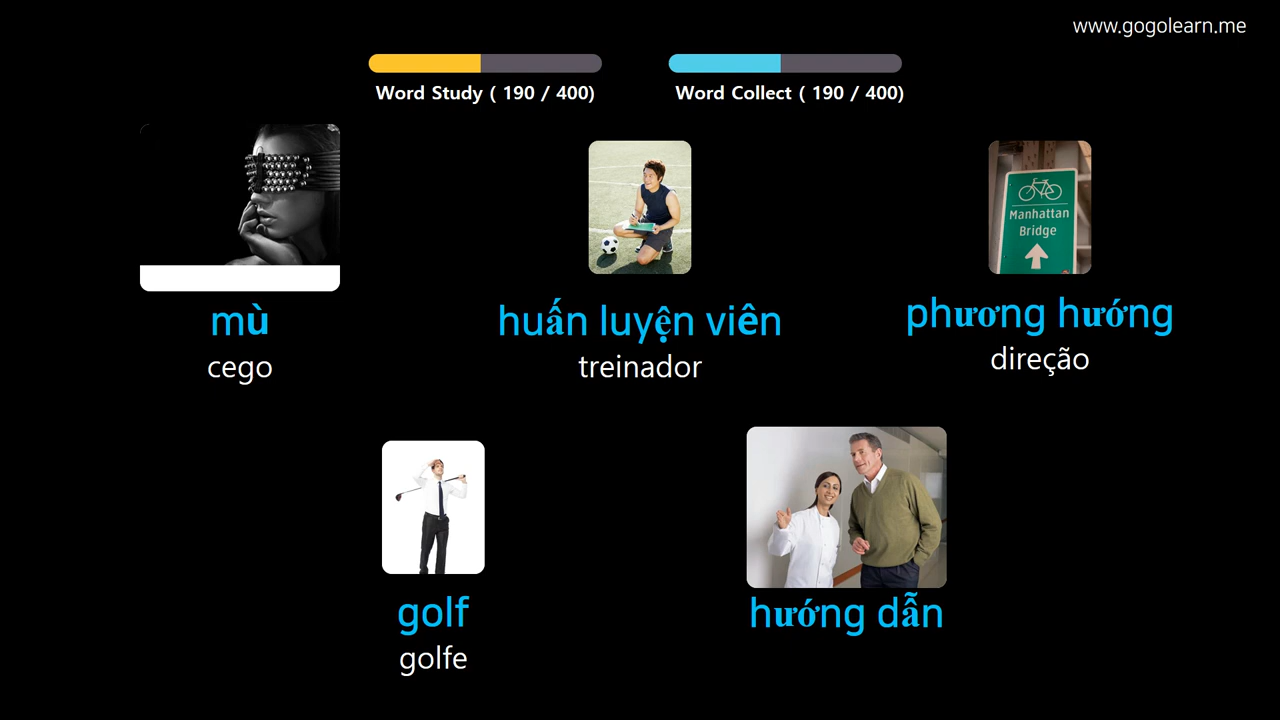 www.gogolearn.me
Word Study ( 190 / 400)
Word Collect ( 190 / 400)
Manhattan
Bridge
mù
cego
huấn luyện viên
treinador
phương hướng
direção
golf
golfe
hướng dẫn